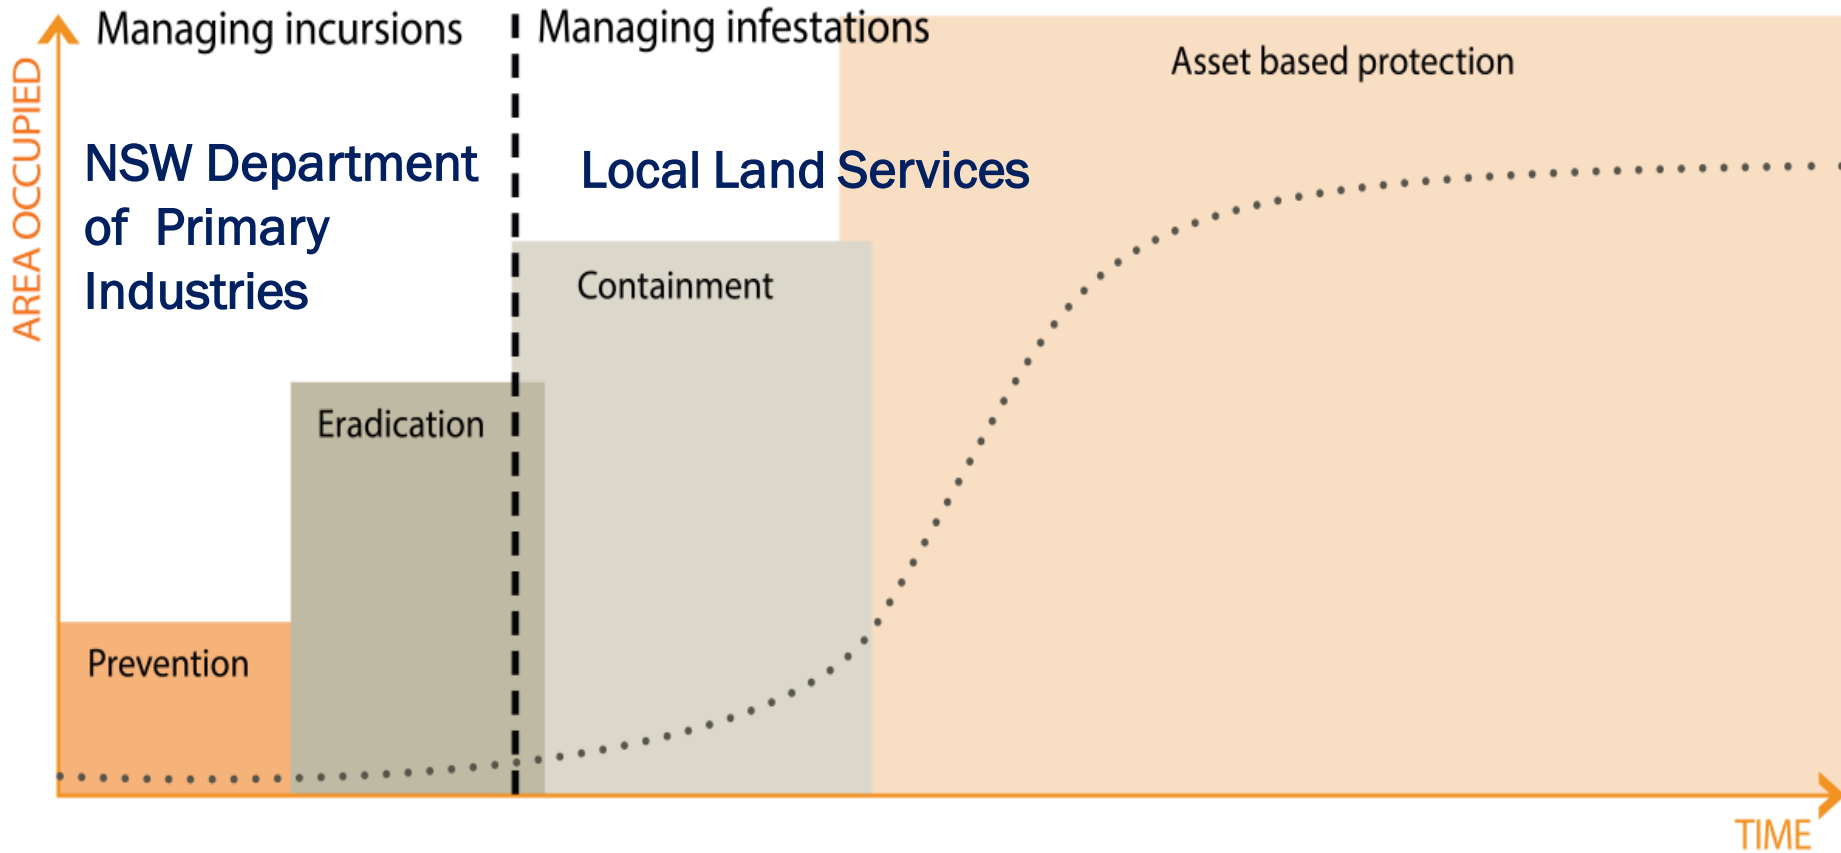 Managing incursions
Managing infestations
Asset based protection
AREA OCCUPIED
NSW Department
of Primary
Industries
Local Land Services
Containment
Eradication
Prevention
TIME